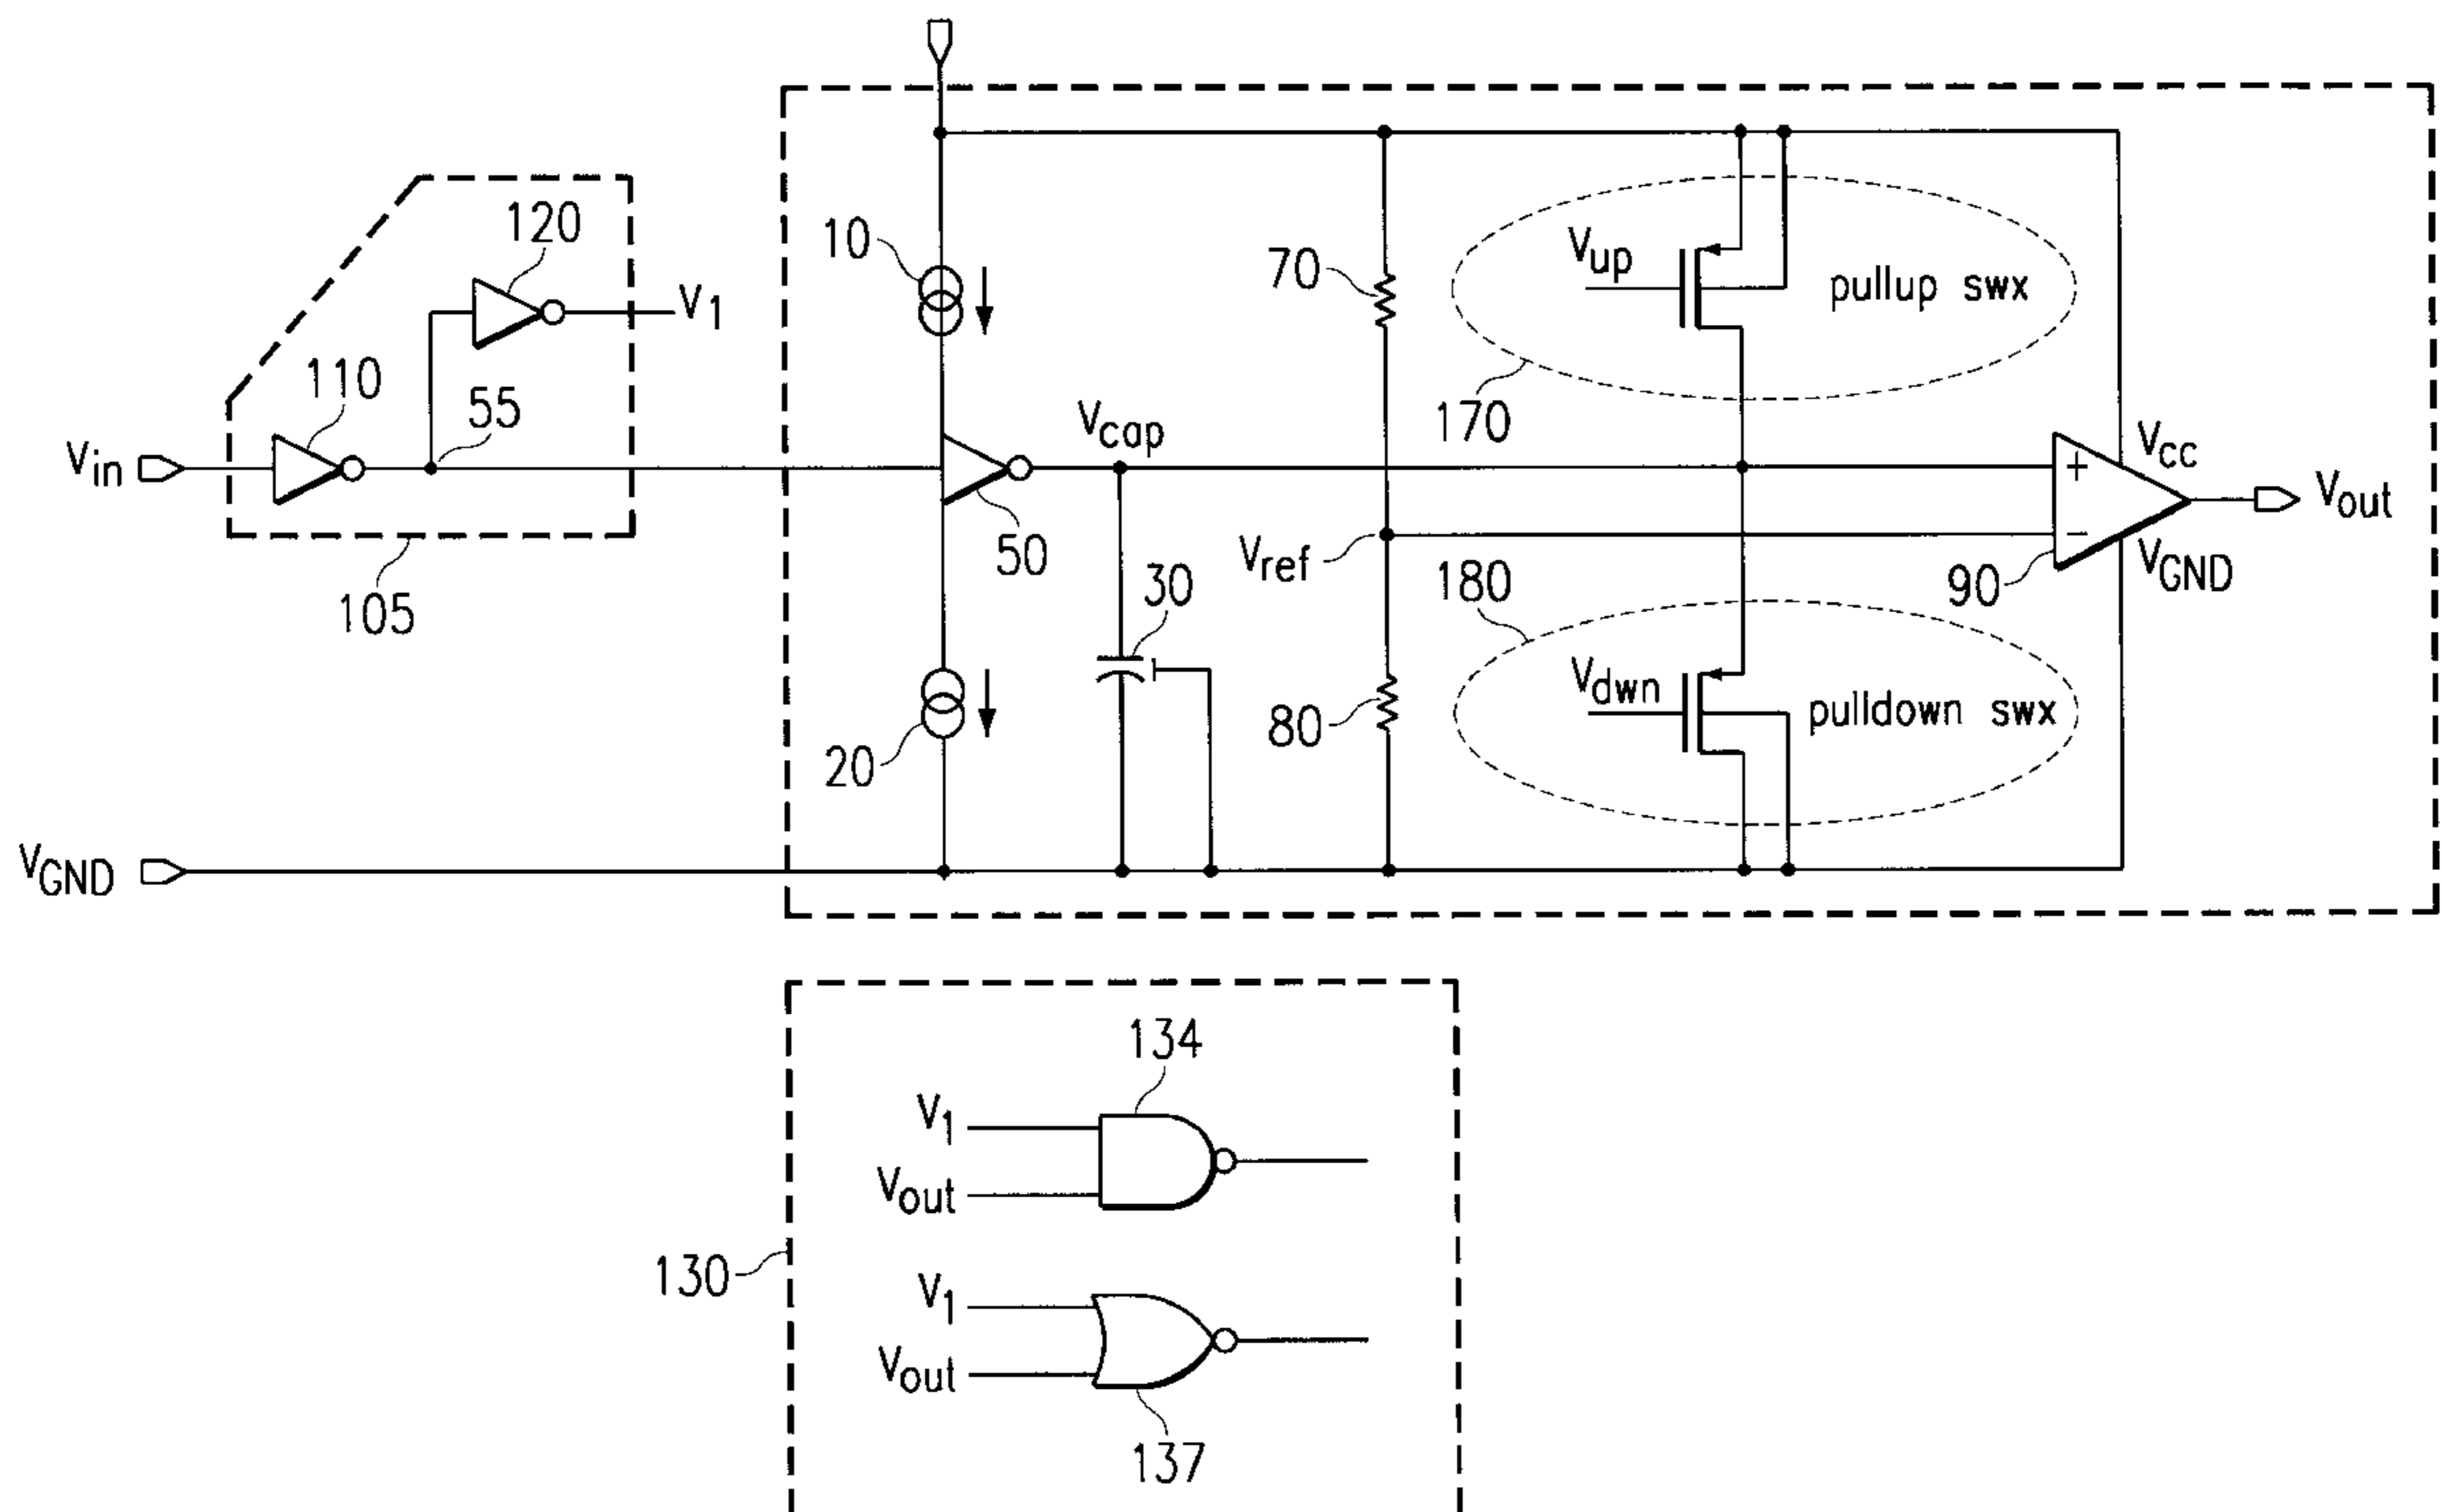 120
10
V1
70
Vup
pullup swx
110
55
Vcap
170
Vcc
Vin
Vout
50
Vref
30
180
90
VGND
105
Vdwn
pulldown swx
20
80
VGND
134
V1
Vout
130
V1
Vout
137